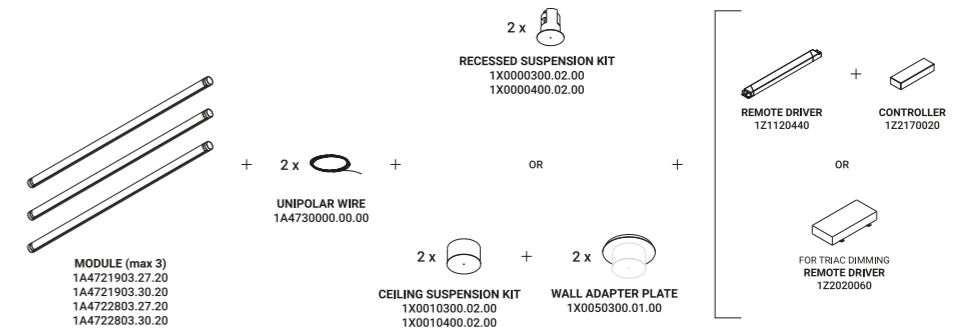 MODULE (max 3)
1A4721903.27.20
1A4721903.30.20
1A4722803.27.20
1A4722803.30.20
+
2 x
UNIPOLAR WIRE
1A4730000.00.00
+
2 x
RECESSED SUSPENSION KIT
1X0000300.02.00
1X0000400.02.00
OR
2 x
CEILING SUSPENSION KIT
1X0010300.02.00
1X0010400.02.00
+
2 x
WALL ADAPTER PLATE
1X0050300.01.00
+
REMOTE DRIVER
1Z1120440
+
CONTROLLER
1Z2170020
OR
FOR TRIAC DIMMING
REMOTE DRIVER
1Z2020060